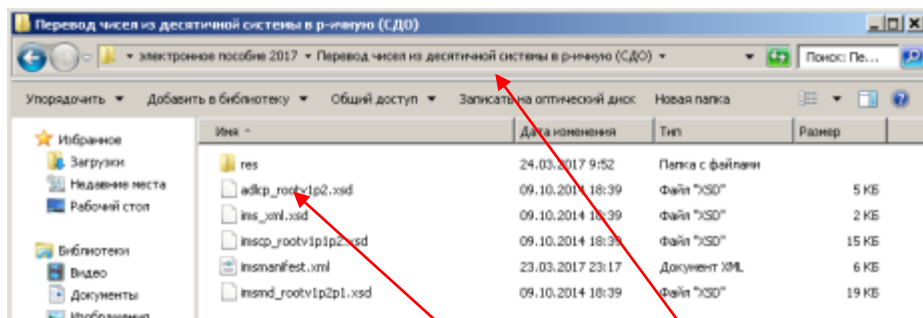 Перевод чисел из десятичной системы в р-ичную (СДО)
электронное пособие 2017 Перевод чисел из десятичной системы в р-ичную (СДО)
Поиск: Пе...
Упорядочить Добавить в библиотеку Общий доступ Записать на оптический диск Новая папка
Имя Дата изменения Тип Размер
Избранное
Загрузки
Недавние места
Рабочий стол
Библиотеки
Видео
Документы
Изображения
res 24.03.2017 9:52 Папка с файлами
adlcp_rootv1p2.xsd 09.10.2014 18:39 Файл "XSD" 5 КБ
ims_xml.xsd 09.10.2014 18:39 Файл "XSD" 2 КБ
imscp_rootv1p1p2.xsd 09.10.2014 18:39 Файл "XSD" 15 КБ
imsmanifest.xml 23.03.2017 23:17 Документ XML 6 КБ
imsmd_rootv1p2p1.xsd 09.10.2014 18:39 Файл "XSD" 19 КБ